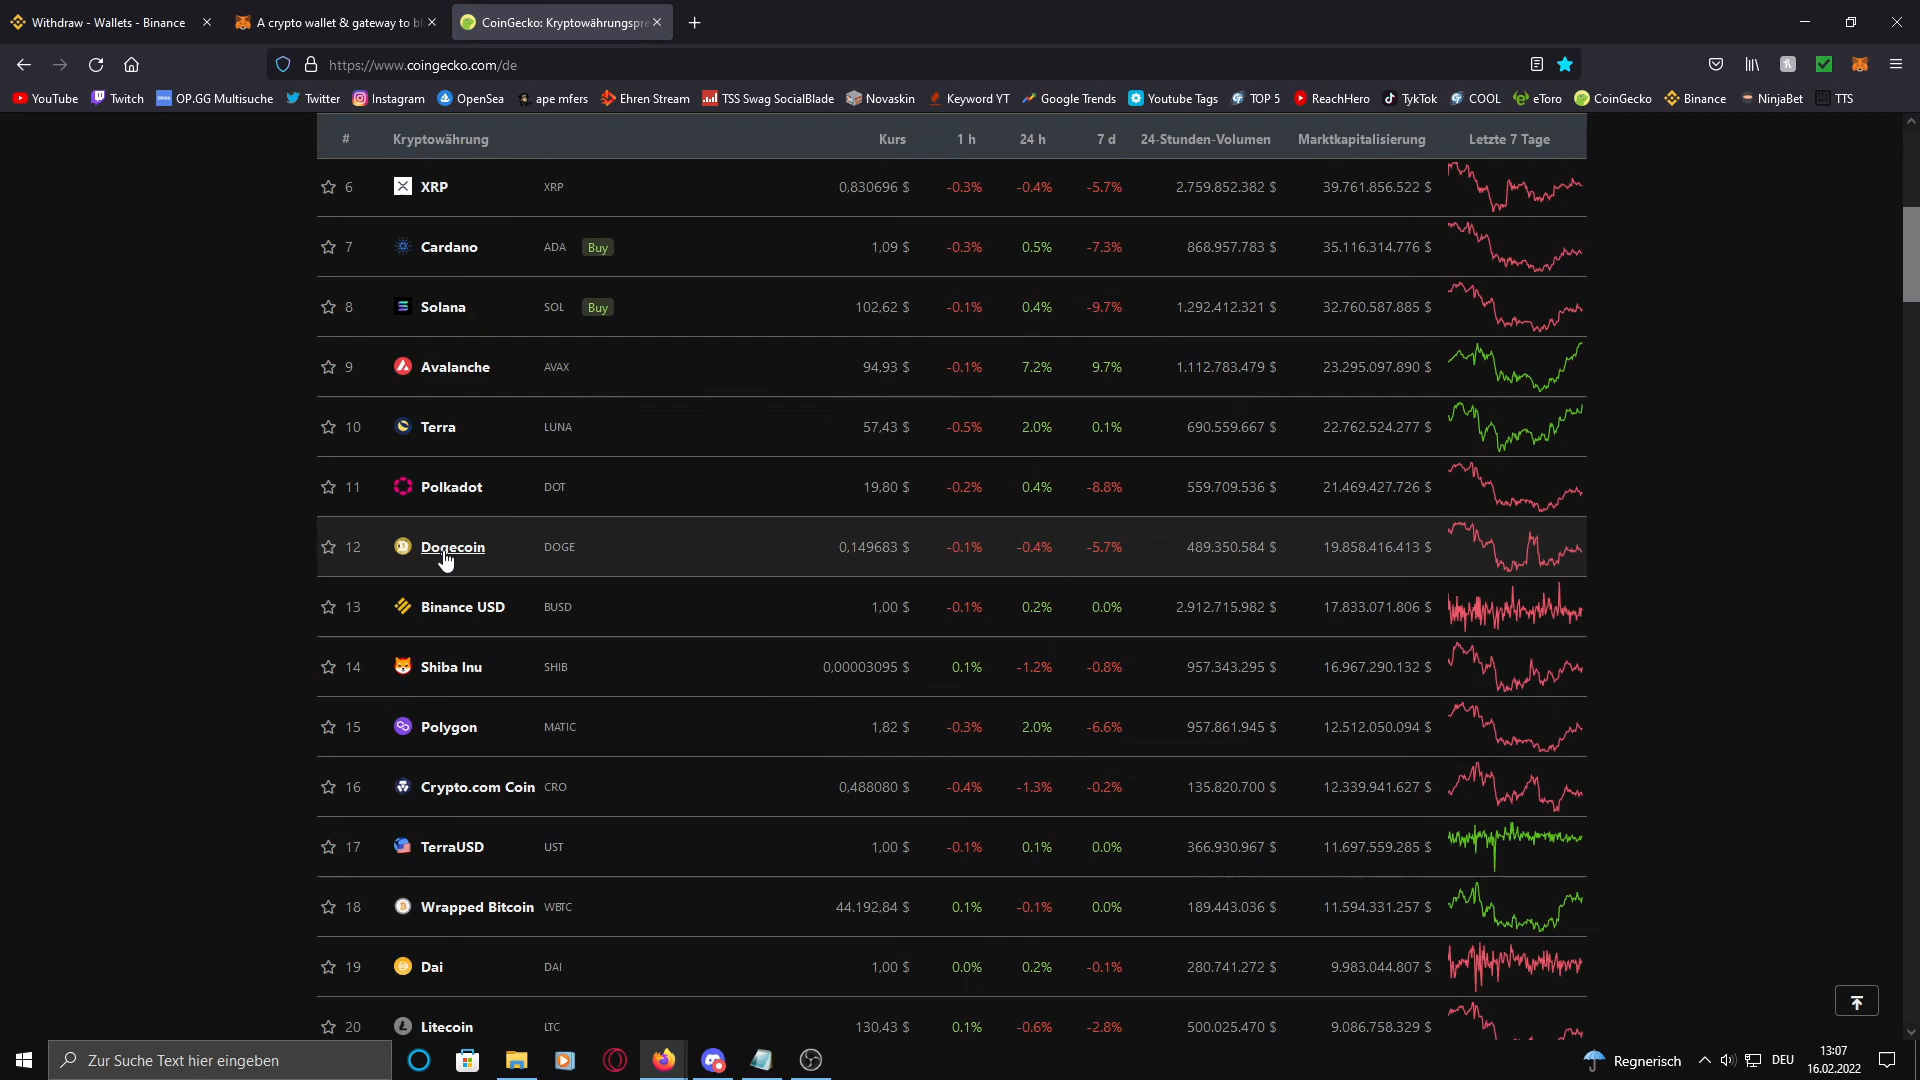 Withdraw - Wallets - Binance
A crypto wallet & gateway to bl
CoinGecko: Kryptowährungspre
https://www.coingecko.com/de
YouTube Twitch OP.GG Multisuche Twitter Instagram OpenSea ape mfers Ehren Stream TSS Swag SocialBlade Novaskin Keyword YT Google Trends Youtube Tags TOP 5 ReachHero TykTok COOL eToro CoinGecko Binance NinjaBet TTS
# Kryptowährung Kurs 1 h 24 h 7 d 24-Stunden-Volumen Marktkapitalisierung Letzte 7 Tage
6 XRP XRP 0,830696 $ -0.3% -0.4% -5.7% 2.759.852.382 $ 39.761.856.522 $
7 Cardano ADA Buy 1,09 $ -0.3% 0.5% -7.3% 868.957.783 $ 35.116.314.776 $
8 Solana SOL Buy 102,62 $ -0.1% 0.4% -9.7% 1.292.412.321 $ 32.760.587.885 $
9 Avalanche AVAX 94,93 $ -0.1% 7.2% 9.7% 1.112.783.479 $ 23.295.097.890 $
10 Terra LUNA 57,43 $ -0.5% 2.0% 0.1% 690.559.667 $ 22.762.524.277 $
11 Polkadot DOT 19,80 $ -0.2% 0.4% -8.8% 559.709.536 $ 21.469.427.726 $
12 Dogecoin DOGE 0,149683 $ -0.1% -0.4% -5.7% 489.350.584 $ 19.858.416.413 $
13 Binance USD BUSD 1,00 $ -0.1% 0.2% 0.0% 2.912.715.982 $ 17.833.071.806 $
14 Shiba Inu SHIB 0,00003095 $ 0.1% -1.2% -0.8% 957.343.295 $ 16.967.290.132 $
15 Polygon MATIC 1,82 $ -0.3% 2.0% -6.6% 957.861.945 $ 12.512.050.094 $
16 Crypto.com Coin CRO 0,488080 $ -0.4% -1.3% -0.2% 135.820.700 $ 12.339.941.627 $
17 TerraUSD UST 1,00 $ -0.1% 0.1% 0.0% 366.930.967 $ 11.697.559.285 $
18 Wrapped Bitcoin WBTC 44.192,84 $ 0.1% -0.1% 0.0% 189.443.036 $ 11.594.331.257 $
19 Dai DAI 1,00 $ 0.0% 0.2% -0.1% 280.741.272 $ 9.983.044.807 $
20 Litecoin LTC 130,43 $ 0.1% -0.6% -2.8% 500.025.470 $ 9.086.758.329 $
Zur Suche Text hier eingeben
Regnerisch
DEU
13:07
16.02.2022